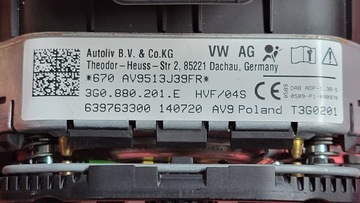 Autoliv B.V. & Co.KG VW AG
Theodor-Heuss-Str 2, 85221 Dachau, Germany
*670 AV9513J39FR*
3G0.880.201.E HVF/04S CE
639763300 140720 AV9 Poland T3G0201